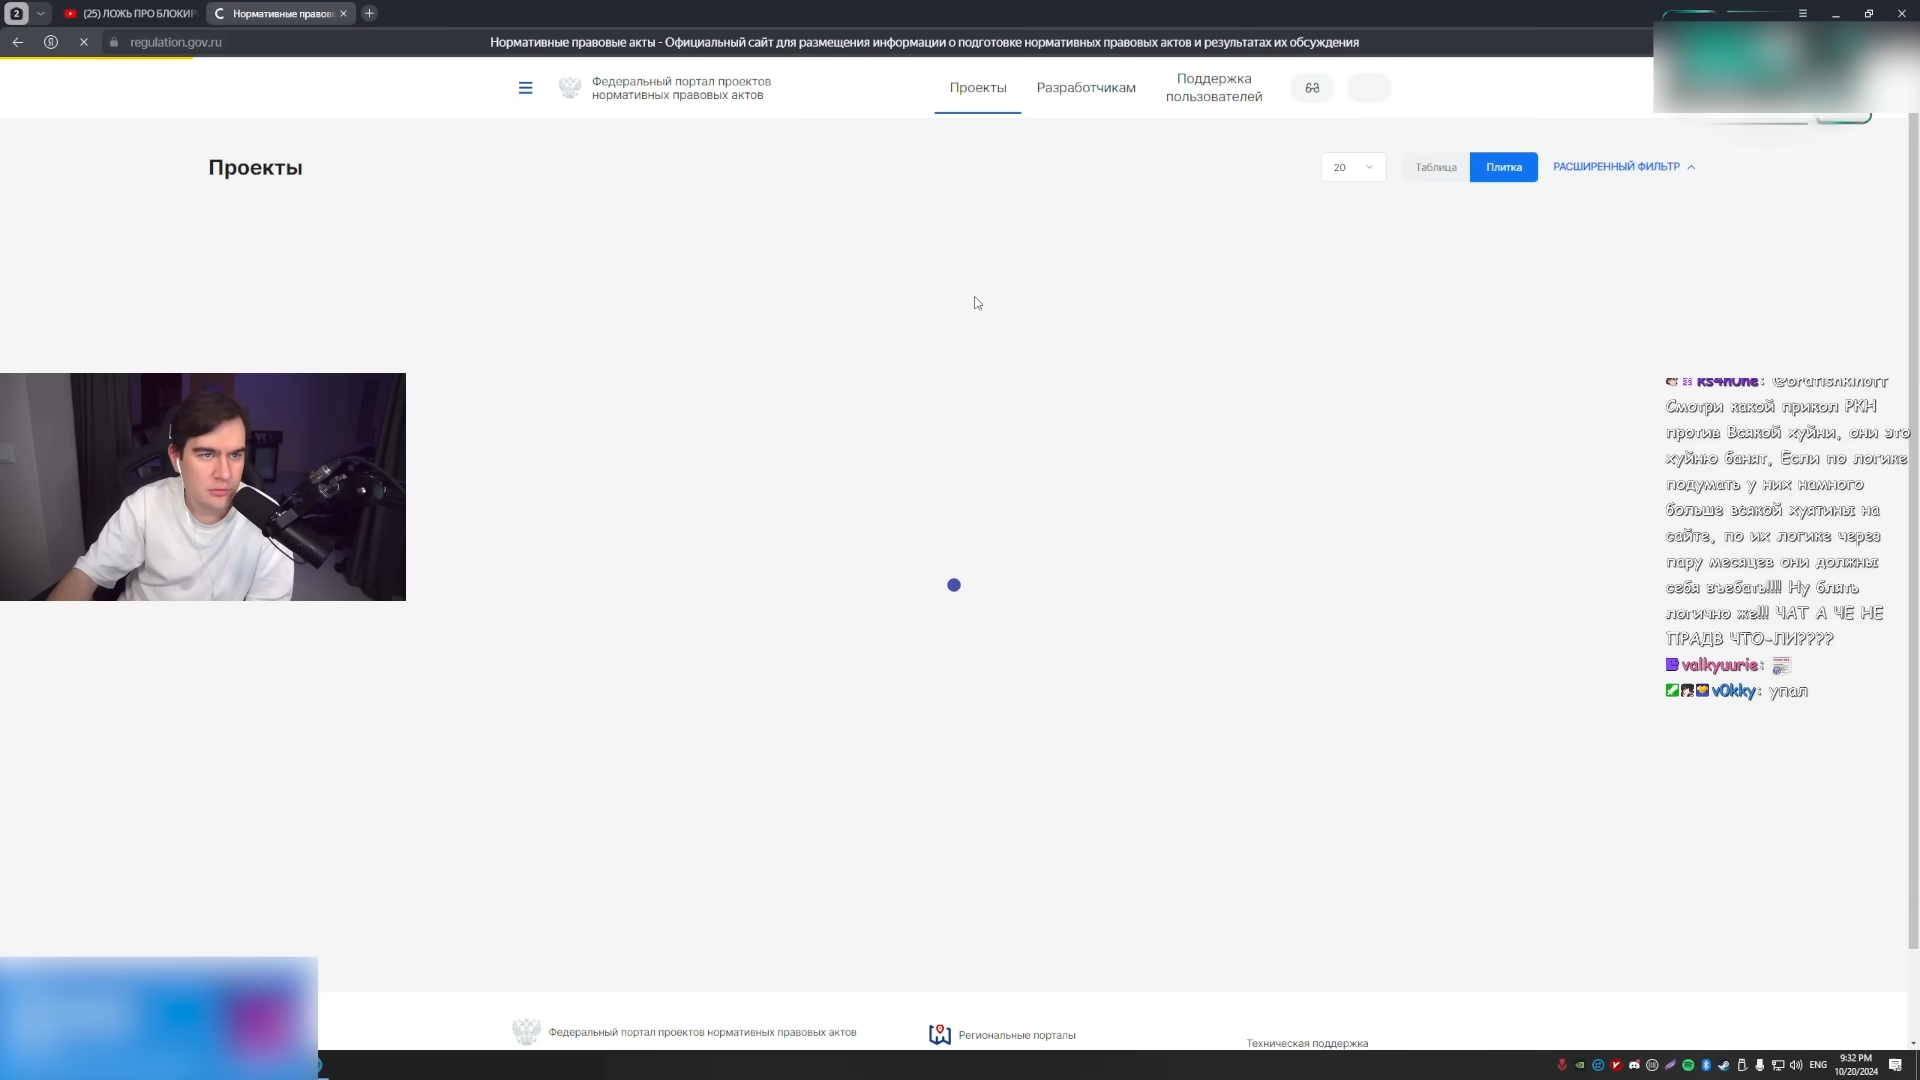 2
(25) ЛОЖЬ ПРО БЛОКИР
Нормативные правов
regulation.gov.ru
Нормативные правовые акты - Официальный сайт для размещения информации о подготовке нормативных правовых актов и результатах их обсуждения
Федеральный портал проектов
нормативных правовых актов
Проекты
Разработчикам
Поддержка
пользователей
Проекты
20
Таблица
Плитка
РАСШИРЕННЫЙ ФИЛЬТР
ks4n0ne: @bratishkinoff
Смотри какой прикол РКН
против Всякой хуйни, они это
хуйню банят, Если по логике
подумать у них намного
больше всякой хуятины на
сайте, по их логике через
пару месяцев они должны
себя въебать!!!! Ну блять
логично же!!! ЧАТ А ЧЕ НЕ
ПРАДВ ЧТО-ЛИ????
valkyuurie:
v0kky: упал
Федеральный портал проектов нормативных правовых актов
Региональные порталы
Техническая поддержка
ENG
9:32 PM
10/20/2024